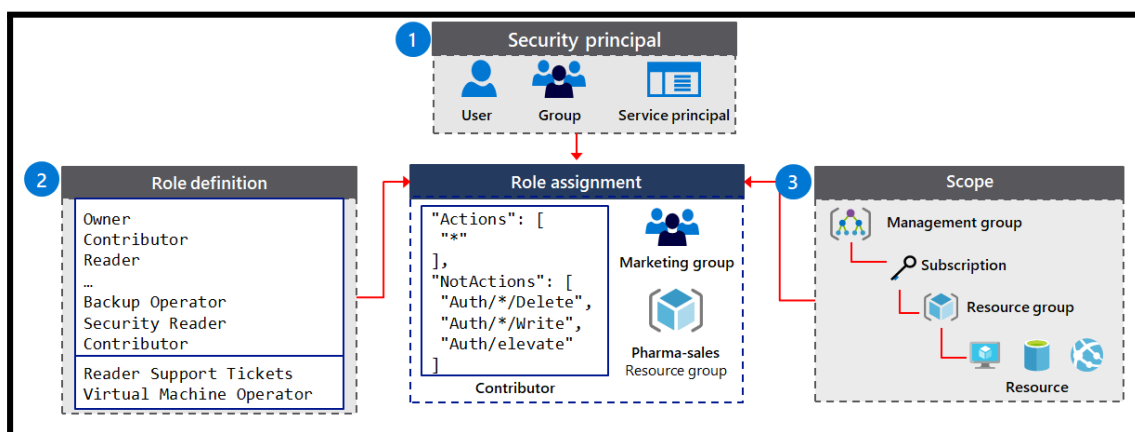 1
Security principal
User
Group
Service principal
2
Role definition
Owner
Contributor
Reader
…
Backup Operator
Security Reader
Contributor
Reader Support Tickets
Virtual Machine Operator
Role assignment
"Actions": [
"*"
],
"NotActions": [
"Auth/*/Delete",
"Auth/*/Write",
"Auth/elevate"
]
Contributor
Marketing group
Pharma-sales
Resource group
3
Scope
Management group
Subscription
Resource group
Resource